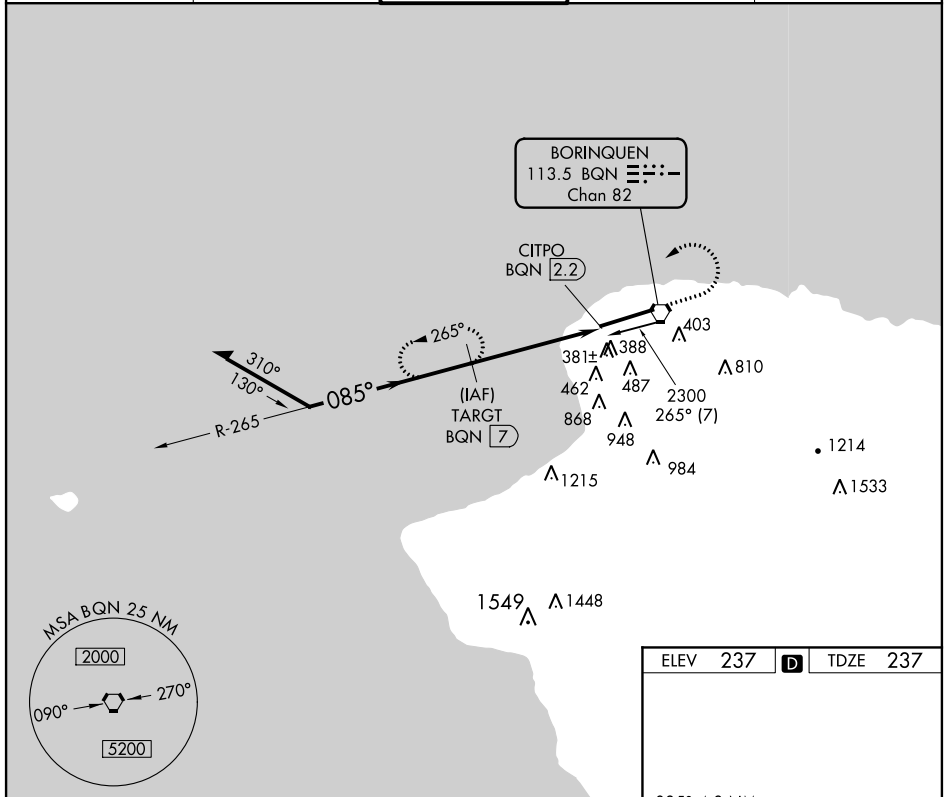 BORINQUEN
113.5 BQN
Chan 82
CITPO
BQN 2.2
403
265°
381±
388
810
310°
130°
085°
(IAF)
TARGT
BQN 7
462
487
2300
265° (7)
R-265
868
948
984
1214
1215
1533
1549
1448
MSA BQN 25 NM
2000
090°
270°
5200
ELEV 237 D TDZE 237